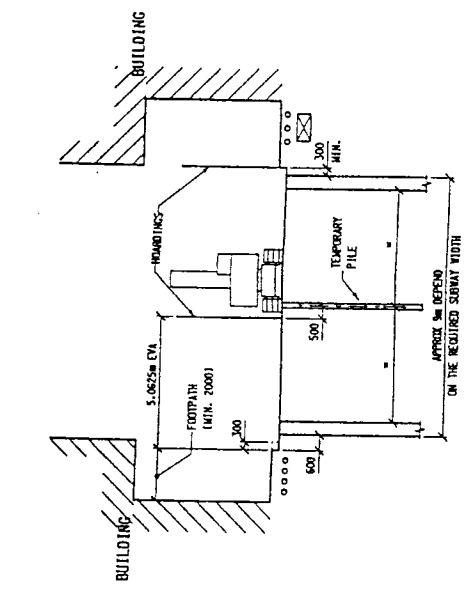 BUILDING
BUILDING
HOARDINGS
5.0625m EVA
FOOTPATH
(MIN. 2000)
300
600
500
TEMPORARY
PILE
300
MIN.
APPROX 9m DEPEND
ON THE REQUIRED SUBWAY WIDTH